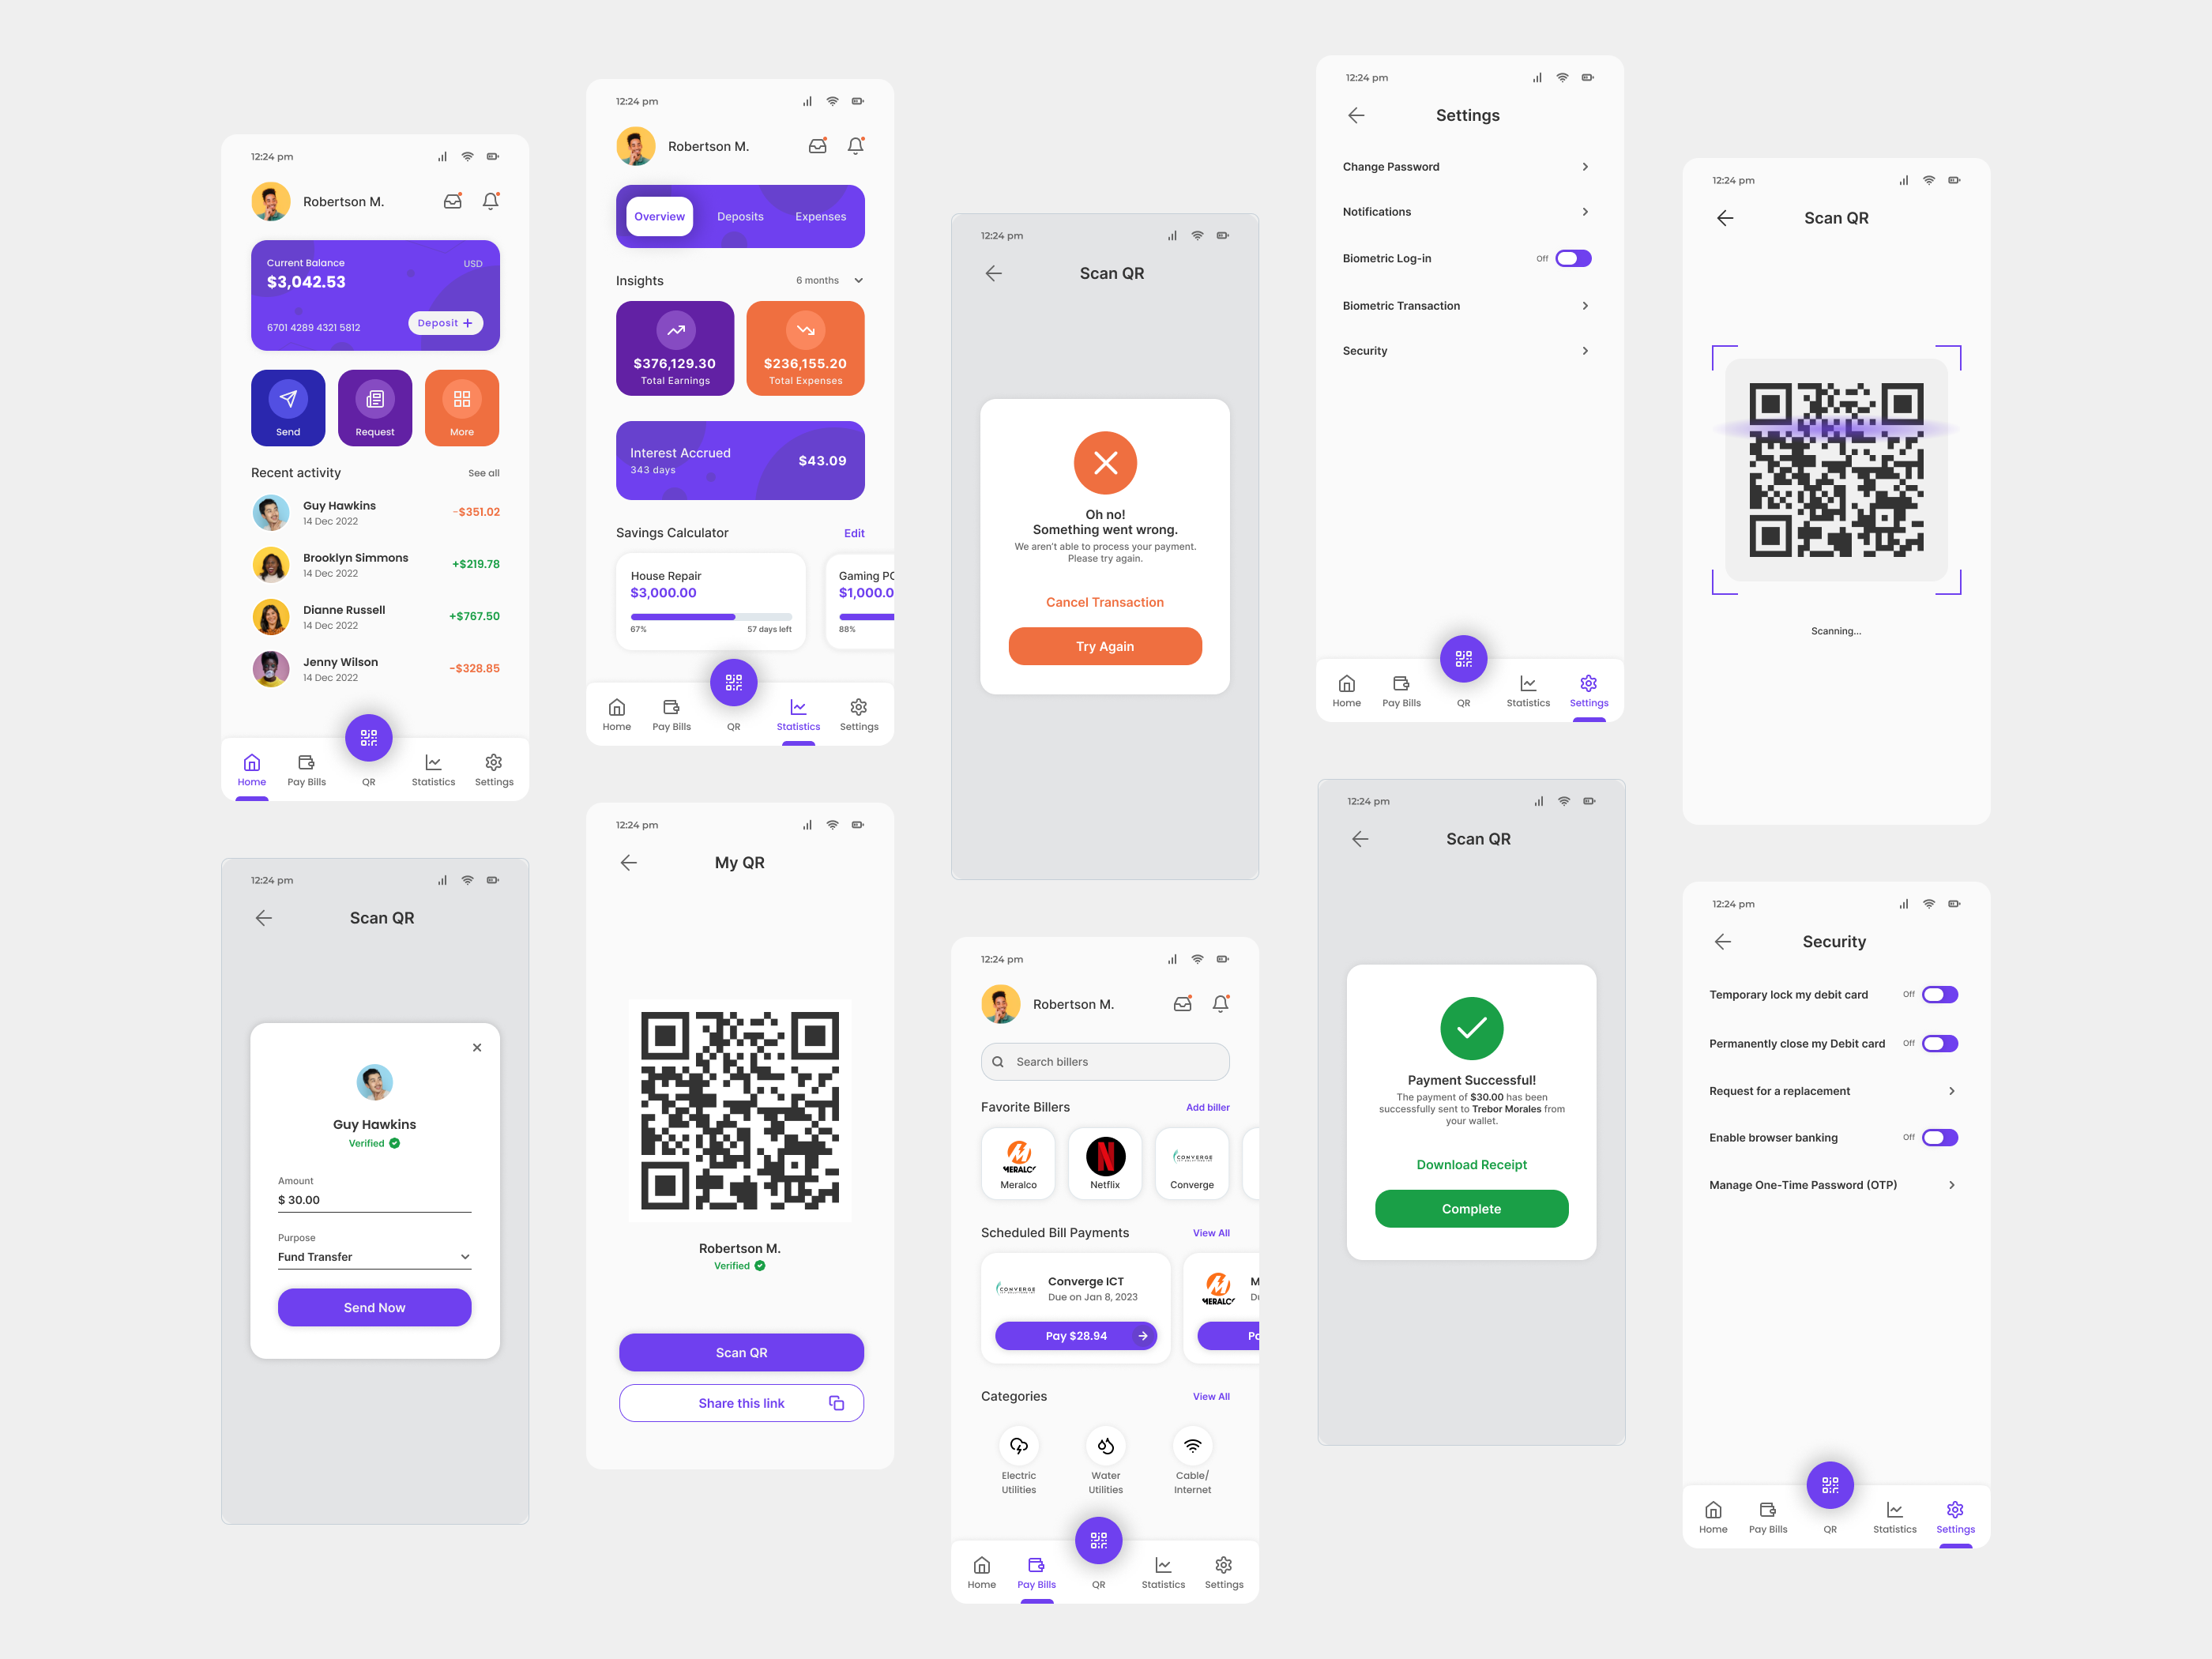 12:24 pm
Robertson M.
Current Balance
USD
$3,042.53
6701 4289 4321 5812
Deposit +
Send
Request
More
Recent activity
See all
Guy Hawkins
14 Dec 2022
-$351.02
Brooklyn Simmons
14 Dec 2022
+$219.78
Dianne Russell
14 Dec 2022
+$767.50
Jenny Wilson
14 Dec 2022
-$328.85
Home
Pay Bills
QR
Statistics
Settings
12:24 pm
Scan QR
Guy Hawkins
Verified
Amount
$ 30.00
Purpose
Fund Transfer
Send Now
12:24 pm
Robertson M.
Overview
Deposits
Expenses
Insights
6 months
$376,129.30
Total Earnings
$236,155.20
Total Expenses
Interest Accrued
343 days
$43.09
Savings Calculator
Edit
House Repair
$3,000.00
67%
57 days left
Gaming PC
$1,000.0
88%
Home
Pay Bills
QR
Statistics
Settings
12:24 pm
My QR
Robertson M.
Verified
Scan QR
Share this link
12:24 pm
Scan QR
Oh no!
Something went wrong.
We aren't able to process your payment.
Please try again.
Cancel Transaction
Try Again
12:24 pm
Robertson M.
Search billers
Favorite Billers
Add biller
MERALCO
Meralco
N
Netflix
CONVERGE
Converge
Scheduled Bill Payments
View All
CONVERGE
Converge ICT
Due on Jan 8, 2023
Pay $28.94
MERALCO
M
Du
Pa
Categories
View All
Electric
Utilities
Water
Utilities
Cable/
Internet
Home
Pay Bills
QR
Statistics
Settings
12:24 pm
Settings
Change Password
Notifications
Biometric Log-in
Off
Biometric Transaction
Security
Home
Pay Bills
QR
Statistics
Settings
12:24 pm
Scan QR
Payment Successful!
The payment of $30.00 has been
successfully sent to Trebor Morales from
your wallet.
Download Receipt
Complete
12:24 pm
Scan QR
Scanning...
12:24 pm
Security
Temporary lock my debit card
Off
Permanently close my Debit card
Off
Request for a replacement
Enable browser banking
Off
Manage One-Time Password (OTP)
Home
Pay Bills
QR
Statistics
Settings